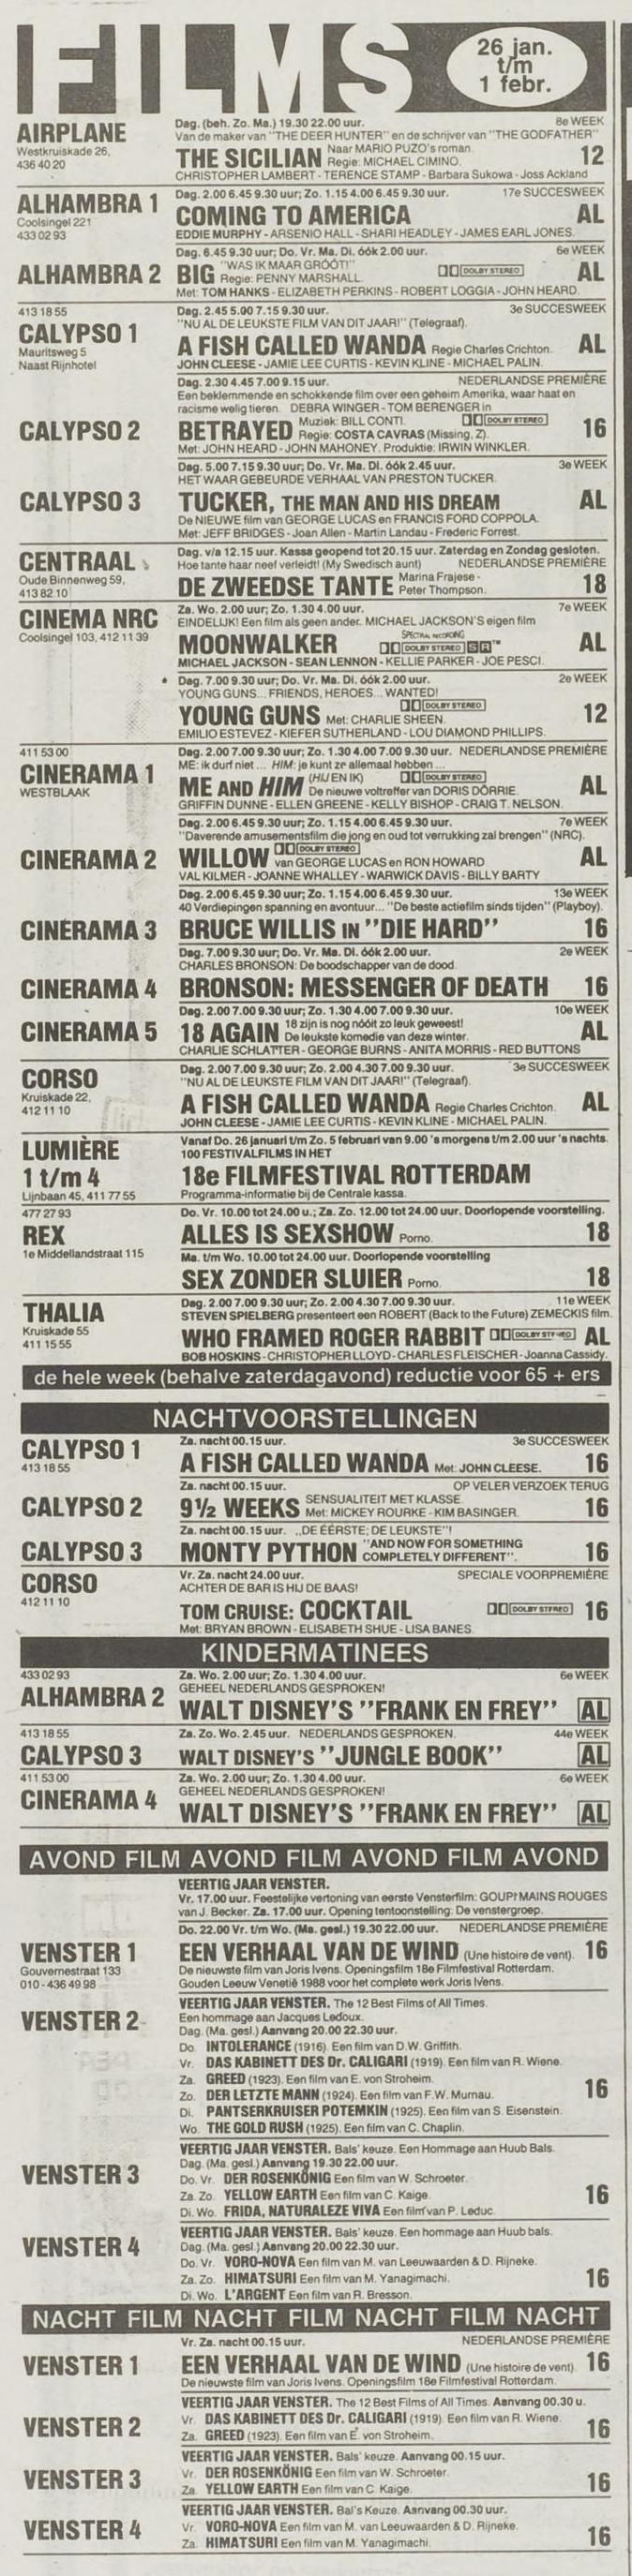 FILMS
26 jan.
t/m
1 febr.
AIRPLANE
Westkruiskade 26,
436 40 20
Dag. (beh. Zo. Ma.) 19.30 22.00 uur. 8e WEEK
Van de maker van "THE DEER HUNTER" en de schrijver van "THE GODFATHER"
THE SICILIAN Naar MARIO PUZO's roman. Regie: MICHAEL CIMINO. 12
CHRISTOPHER LAMBERT - TERENCE STAMP - Barbara Sukowa - Joss Ackland
ALHAMBRA 1
Coolsingel 221
433 02 93
Dag. 2.00 6.45 9.30 uur; Zo. 1.15 4.00 6.45 9.30 uur. 17e SUCCESWEEK
COMING TO AMERICA AL
EDDIE MURPHY - ARSENIO HALL - SHARI HEADLEY - JAMES EARL JONES.
ALHAMBRA 2
Dag. 6.45 9.30 uur; Do. Vr. Ma. Di. óók 2.00 uur. 6e WEEK
BIG "WAS IK MAAR GRÓÓT!" Regie: PENNY MARSHALL. DOLBY STEREO AL
Met: TOM HANKS - ELIZABETH PERKINS - ROBERT LOGGIA - JOHN HEARD.
413 18 55
CALYPSO 1
Mauritsweg 5
Naast Rijnhotel
Dag. 2.45 5.00 7.15 9.30 uur. 3e SUCCESWEEK
"NU AL DE LEUKSTE FILM VAN DIT JAAR!" (Telegraaf).
A FISH CALLED WANDA Regie Charles Crichton. AL
JOHN CLEESE - JAMIE LEE CURTIS - KEVIN KLINE - MICHAEL PALIN.
CALYPSO 2
Dag. 2.30 4.45 7.00 9.15 uur. NEDERLANDSE PREMIÈRE
Een beklemmende en schokkende film over een geheim Amerika, waar haat en
racisme welig tieren. DEBRA WINGER - TOM BERENGER in
BETRAYED Muziek: BILL CONTI. Regie: COSTA CAVRAS (Missing, Z). DOLBY STEREO 16
Met: JOHN HEARD - JOHN MAHONEY. Produktie: IRWIN WINKLER.
CALYPSO 3
Dag. 5.00 7.15 9.30 uur; Do. Vr. Ma. Di. óók 2.45 uur. 3e WEEK
HET WAAR GEBEURDE VERHAAL VAN PRESTON TUCKER.
TUCKER, THE MAN AND HIS DREAM AL
De NIEUWE film van GEORGE LUCAS en FRANCIS FORD COPPOLA.
Met: JEFF BRIDGES - Joan Allen - Martin Landau - Frederic Forrest.
CENTRAAL
Oude Binnenweg 59,
413 82 10
Dag. v/a 12.15 uur. Kassa geopend tot 20.15 uur. Zaterdag en Zondag gesloten.
Hoe tante haar neef verleidt! (My Swedisch aunt) NEDERLANDSE PREMIÈRE
DE ZWEEDSE TANTE Marina Frajese - Peter Thompson. 18
CINEMA NRC
Coolsingel 103, 412 11 39
Za. Wo. 2.00 uur; Zo. 1.30 4.00 uur. 7e WEEK
EINDELIJK! Een film als geen ander. MICHAEL JACKSON'S eigen film
MOONWALKER SPECTRAL RECORDING DOLBY STEREO SR™ AL
MICHAEL JACKSON - SEAN LENNON - KELLIE PARKER - JOE PESCI.
Dag. 7.00 9.30 uur; Do. Vr. Ma. Di. óók 2.00 uur. 2e WEEK
YOUNG GUNS... FRIENDS, HEROES... WANTED!
YOUNG GUNS Met: CHARLIE SHEEN. DOLBY STEREO 12
EMILIO ESTEVEZ - KIEFER SUTHERLAND - LOU DIAMOND PHILLIPS.
411 53 00
CINERAMA 1
WESTBLAAK
Dag. 2.00 7.00 9.30 uur; Zo. 1.30 4.00 7.00 9.30 uur. NEDERLANDSE PREMIÈRE
ME: ik durf niet ... HIM: je kunt ze allemaal hebben ...
ME AND HIM (HIJ EN IK) DOLBY STEREO De nieuwe voltreffer van DORIS DÖRRIE. AL
GRIFFIN DUNNE - ELLEN GREENE - KELLY BISHOP - CRAIG T. NELSON.
CINERAMA 2
Dag. 2.00 6.45 9.30 uur; Zo. 1.15 4.00 6.45 9.30 uur. 7e WEEK
"Daverende amusementsfilm die jong en oud tot verrukking zal brengen" (NRC).
WILLOW DOLBY STEREO van GEORGE LUCAS en RON HOWARD AL
VAL KILMER - JOANNE WHALLEY - WARWICK DAVIS - BILLY BARTY
CINERAMA 3
Dag. 2.00 6.45 9.30 uur; Zo. 1.15 4.00 6.45 9.30 uur. 13e WEEK
40 Verdiepingen spanning en avontuur... "De beste actiefilm sinds tijden" (Playboy).
BRUCE WILLIS IN "DIE HARD" 16
CINERAMA 4
Dag. 7.00 9.30 uur; Do. Vr. Ma. Di. óók 2.00 uur. 2e WEEK
CHARLES BRONSON: De boodschapper van de dood.
BRONSON: MESSENGER OF DEATH 16
CINERAMA 5
Dag. 2.00 7.00 9.30 uur; Zo. 1.30 4.00 7.00 9.30 uur. 10e WEEK
18 AGAIN 18 zijn is nog nóóit zo leuk geweest! De leukste komedie van deze winter. AL
CHARLIE SCHLATTER - GEORGE BURNS - ANITA MORRIS - RED BUTTONS
CORSO
Kruiskade 22,
412 11 10
Dag. 2.00 7.00 9.30 uur; Zo. 2.00 4.30 7.00 9.30 uur. 3e SUCCESWEEK
"NU AL DE LEUKSTE FILM VAN DIT JAAR!" (Telegraaf).
A FISH CALLED WANDA Regie Charles Crichton. AL
JOHN CLEESE - JAMIE LEE CURTIS - KEVIN KLINE - MICHAEL PALIN.
LUMIÈRE
1 t/m 4
Lijnbaan 45, 411 77 55
Vanaf Do. 26 januari t/m Zo. 5 februari van 9.00 's morgens t/m 2.00 uur 's nachts.
100 FESTIVALFILMS IN HET
18e FILMFESTIVAL ROTTERDAM
Programma-informatie bij de Centrale kassa.
477 27 93
REX
1e Middellandstraat 115
Do. Vr. 10.00 tot 24.00 u.; Za. Zo. 12.00 tot 24.00 uur. Doorlopende voorstelling.
ALLES IS SEXSHOW Porno. 18
Ma. t/m Wo. 10.00 tot 24.00 uur. Doorlopende voorstelling
SEX ZONDER SLUIER Porno. 18
THALIA
Kruiskade 55
411 15 55
Dag. 2.00 7.00 9.30 uur; Zo. 2.00 4.30 7.00 9.30 uur. 11e WEEK
STEVEN SPIELBERG presenteert een ROBERT (Back to the Future) ZEMECKIS film.
WHO FRAMED ROGER RABBIT DOLBY STEREO AL
BOB HOSKINS - CHRISTOPHER LLOYD - CHARLES FLEISCHER - Joanna Cassidy.
de hele week (behalve zaterdagavond) reductie voor 65 + ers
NACHTVOORSTELLINGEN
CALYPSO 1
413 18 55
Za. nacht 00.15 uur. 3e SUCCESWEEK
A FISH CALLED WANDA Met: JOHN CLEESE. 16
CALYPSO 2
Za. nacht 00.15 uur. OP VELER VERZOEK TERUG
9½ WEEKS SENSUALITEIT MET KLASSE. Met: MICKEY ROURKE - KIM BASINGER. 16
CALYPSO 3
Za. nacht 00.15 uur. „DE ÉÉRSTE; DE LEUKSTE"!
MONTY PYTHON "AND NOW FOR SOMETHING COMPLETELY DIFFERENT". 16
CORSO
412 11 10
Vr. Za. nacht 24.00 uur. SPECIALE VOORPREMIÈRE
ACHTER DE BAR IS HIJ DE BAAS!
TOM CRUISE: COCKTAIL DOLBY STEREO 16
Met: BRYAN BROWN - ELISABETH SHUE - LISA BANES.
KINDERMATINEES
433 02 93
ALHAMBRA 2
Za. Wo. 2.00 uur; Zo. 1.30 4.00 uur. 6e WEEK
GEHEEL NEDERLANDS GESPROKEN!
WALT DISNEY'S "FRANK EN FREY" AL
413 18 55
CALYPSO 3
Za. Zo. Wo. 2.45 uur. NEDERLANDS GESPROKEN. 44e WEEK
WALT DISNEY'S "JUNGLE BOOK" AL
411 53 00
CINERAMA 4
Za. Wo. 2.00 uur; Zo. 1.30 4.00 uur. 6e WEEK
GEHEEL NEDERLANDS GESPROKEN!
WALT DISNEY'S "FRANK EN FREY" AL
AVOND FILM AVOND FILM AVOND FILM AVOND
VEERTIG JAAR VENSTER.
Vr. 17.00 uur. Feestelijke vertoning van eerste Vensterfilm: GOUPI MAINS ROUGES
van J. Becker. Za. 17.00 uur. Opening tentoonstelling: De venstergroep.
VENSTER 1
Gouvernestraat 133
010 - 436 49 98
Do. 22.00 Vr. t/m Wo. (Ma. gesl.) 19.30 22.00 uur. NEDERLANDSE PREMIÈRE
EEN VERHAAL VAN DE WIND (Une histoire de vent). 16
De nieuwste film van Joris Ivens. Openingsfilm 18e Filmfestival Rotterdam.
Gouden Leeuw Venetië 1988 voor het complete werk Joris Ivens.
VENSTER 2
VEERTIG JAAR VENSTER. The 12 Best Films of All Times.
Een hommage aan Jacques Ledoux.
Dag. (Ma. gesl.) Aanvang 20.00 22.30 uur.
Do. INTOLERANCE (1916). Een film van D.W. Griffith.
Vr. DAS KABINETT DES Dr. CALIGARI (1919). Een film van R. Wiene.
Za. GREED (1923). Een film van E. von Stroheim.
Zo. DER LETZTE MANN (1924). Een film van F.W. Murnau. 16
Di. PANTSERKRUISER POTEMKIN (1925). Een film van S. Eisenstein.
Wo. THE GOLD RUSH (1925). Een film van C. Chaplin.
VENSTER 3
VEERTIG JAAR VENSTER. Bals' keuze. Een Hommage aan Huub Bals.
Dag. (Ma. gesl.) Aanvang 19.30 22.00 uur.
Do. Vr. DER ROSENKÖNIG Een film van W. Schroeter.
Za. Zo. YELLOW EARTH Een film van C. Kaige. 16
Di. Wo. FRIDA, NATURALEZE VIVA Een film van P. Leduc.
VENSTER 4
VEERTIG JAAR VENSTER. Bals' keuze. Een hommage aan Huub bals.
Dag. (Ma. gesl.) Aanvang 20.00 22.30 uur.
Do. Vr. VORO-NOVA Een film van M. van Leeuwaarden & D. Rijneke.
Za. Zo. HIMATSURI Een film van M. Yanagimachi. 16
Di. Wo. L'ARGENT Een film van R. Bresson.
NACHT FILM NACHT FILM NACHT FILM NACHT
VENSTER 1
Vr. Za. nacht 00.15 uur. NEDERLANDSE PREMIÈRE
EEN VERHAAL VAN DE WIND (Une histoire de vent). 16
De nieuwste film van Joris Ivens. Openingsfilm 18e Filmfestival Rotterdam.
VENSTER 2
VEERTIG JAAR VENSTER. The 12 Best Films of All Times. Aanvang 00.30 u.
Vr. DAS KABINETT DES Dr. CALIGARI (1919). Een film van R. Wiene.
Za. GREED (1923). Een film van E. von Stroheim. 16
VENSTER 3
VEERTIG JAAR VENSTER. Bals' keuze. Aanvang 00.15 uur.
Vr. DER ROSENKÖNIG Een film van W. Schroeter.
Za. YELLOW EARTH Een film van C. Kaige. 16
VENSTER 4
VEERTIG JAAR VENSTER. Bal's Keuze. Aanvang 00.30 uur.
Vr. VORO-NOVA Een film van M. van Leeuwaarden & D. Rijneke.
Za. HIMATSURI Een film van M. Yanagimachi. 16